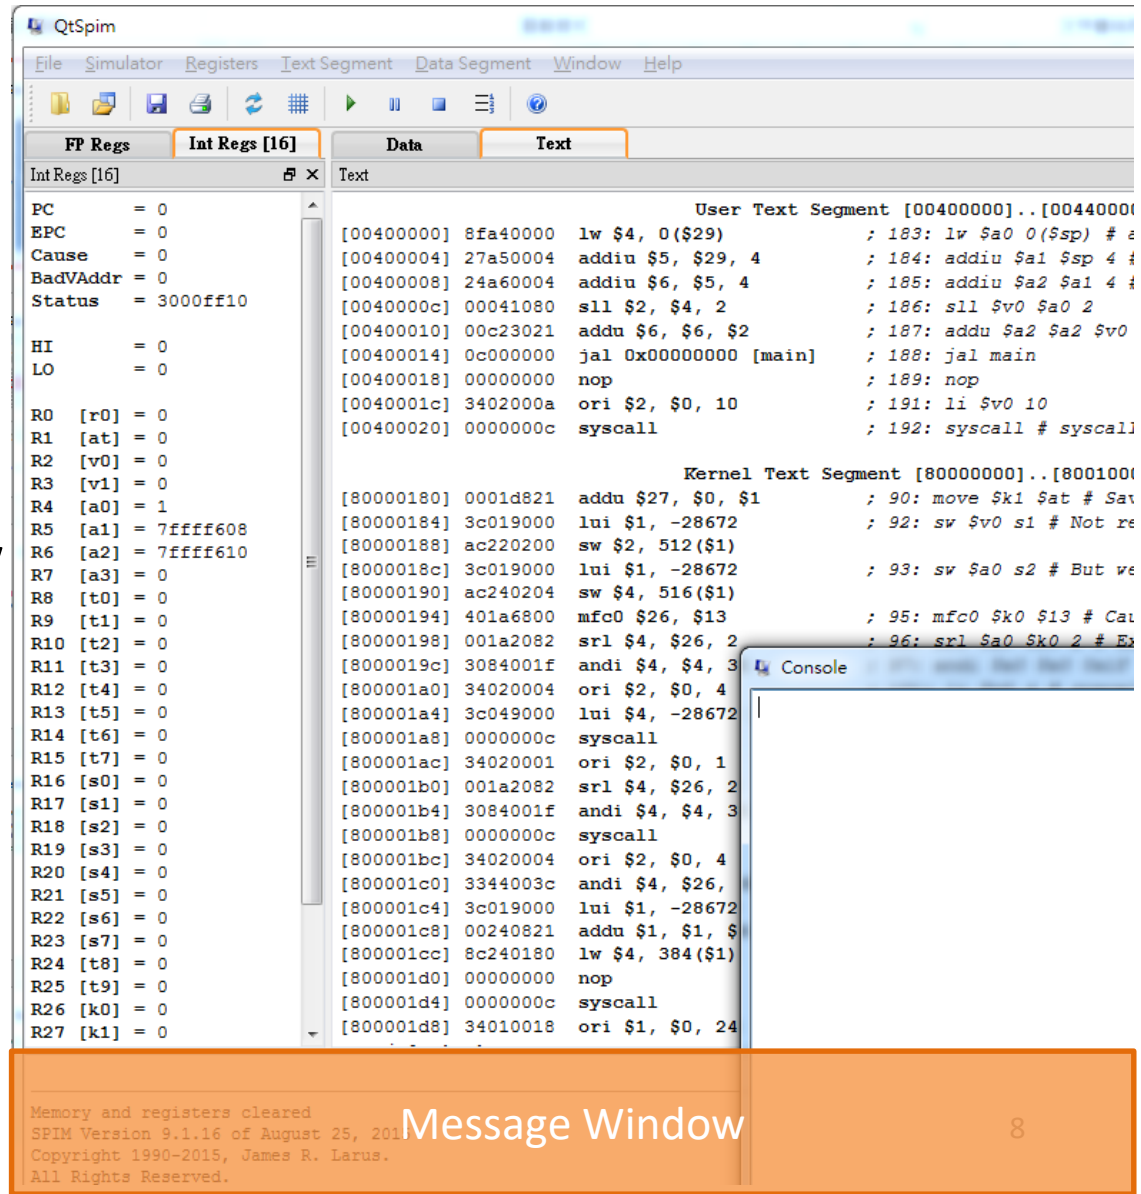 QtSpim
File Simulator Registers Text Segment Data Segment Window Help
FP Regs Int Regs [16] Data Text
Int Regs [16] Text
PC = 0
EPC = 0
Cause = 0
BadVAddr = 0
Status = 3000ff10
HI = 0
LO = 0
R0 [r0] = 0
R1 [at] = 0
R2 [v0] = 0
R3 [v1] = 0
R4 [a0] = 1
R5 [a1] = 7ffff608
R6 [a2] = 7ffff610
R7 [a3] = 0
R8 [t0] = 0
R9 [t1] = 0
R10 [t2] = 0
R11 [t3] = 0
R12 [t4] = 0
R13 [t5] = 0
R14 [t6] = 0
R15 [t7] = 0
R16 [s0] = 0
R17 [s1] = 0
R18 [s2] = 0
R19 [s3] = 0
R20 [s4] = 0
R21 [s5] = 0
R22 [s6] = 0
R23 [s7] = 0
R24 [t8] = 0
R25 [t9] = 0
R26 [k0] = 0
R27 [k1] = 0
User Text Segment [00400000]..[00440000
[00400000] 8fa40000 lw $4, 0($29) ; 183: lw $a0 0($sp) # a
[00400004] 27a50004 addiu $5, $29, 4 ; 184: addiu $a1 $sp 4 #
[00400008] 24a60004 addiu $6, $5, 4 ; 185: addiu $a2 $a1 4 #
[0040000c] 00041080 sll $2, $4, 2 ; 186: sll $v0 $a0 2
[00400010] 00c23021 addu $6, $6, $2 ; 187: addu $a2 $a2 $v0
[00400014] 0c000000 jal 0x00000000 [main] ; 188: jal main
[00400018] 00000000 nop ; 189: nop
[0040001c] 3402000a ori $2, $0, 10 ; 191: li $v0 10
[00400020] 0000000c syscall ; 192: syscall # syscall
Kernel Text Segment [80000000]..[8001000
[80000180] 0001d821 addu $27, $0, $1 ; 90: move $k1 $at # Sav
[80000184] 3c019000 lui $1, -28672 ; 92: sw $v0 s1 # Not re
[80000188] ac220200 sw $2, 512($1)
[8000018c] 3c019000 lui $1, -28672 ; 93: sw $a0 s2 # But we
[80000190] ac240204 sw $4, 516($1)
[80000194] 401a6800 mfc0 $26, $13 ; 95: mfc0 $k0 $13 # Cau
[80000198] 001a2082 srl $4, $26, 2 ; 96: srl $a0 $k0 2 # Ex
[8000019c] 3084001f andi $4, $4, 3
[800001a0] 34020004 ori $2, $0, 4
[800001a4] 3c049000 lui $4, -28672
[800001a8] 0000000c syscall
[800001ac] 34020001 ori $2, $0, 1
[800001b0] 001a2082 srl $4, $26, 2
[800001b4] 3084001f andi $4, $4, 3
[800001b8] 0000000c syscall
[800001bc] 34020004 ori $2, $0, 4
[800001c0] 3344003c andi $4, $26,
[800001c4] 3c019000 lui $1, -28672
[800001c8] 00240821 addu $1, $1, $
[800001cc] 8c240180 lw $4, 384($1)
[800001d0] 00000000 nop
[800001d4] 0000000c syscall
[800001d8] 34010018 ori $1, $0, 24
Console
Memory and registers cleared
SPIM Version 9.1.16 of August 25, 201
Copyright 1990-2015, James R. Larus.
All Rights Reserved.
Message Window
8